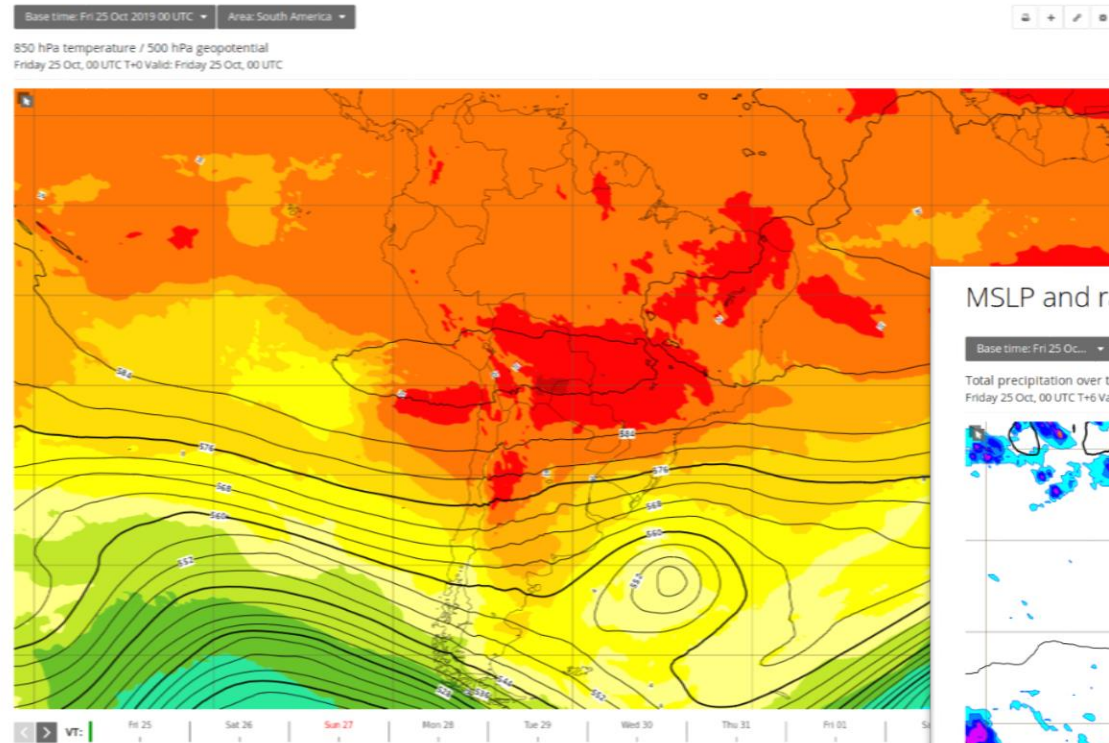 Base time: Fri 25 Oct 2019 00 UTC Area: South America
850 hPa temperature / 500 hPa geopotential
Friday 25 Oct, 00 UTC T+0 Valid: Friday 25 Oct, 00 UTC
584
584
576
576
568
568
560
560
552
552
552
MSLP and r
Base time: Fri 25 Oc...
Total precipitation over t
Friday 25 Oct, 00 UTC T+6 Va
VT: Fri 25 Sat 26 Sun 27 Mon 28 Tue 29 Wed 30 Thu 31 Fri 01